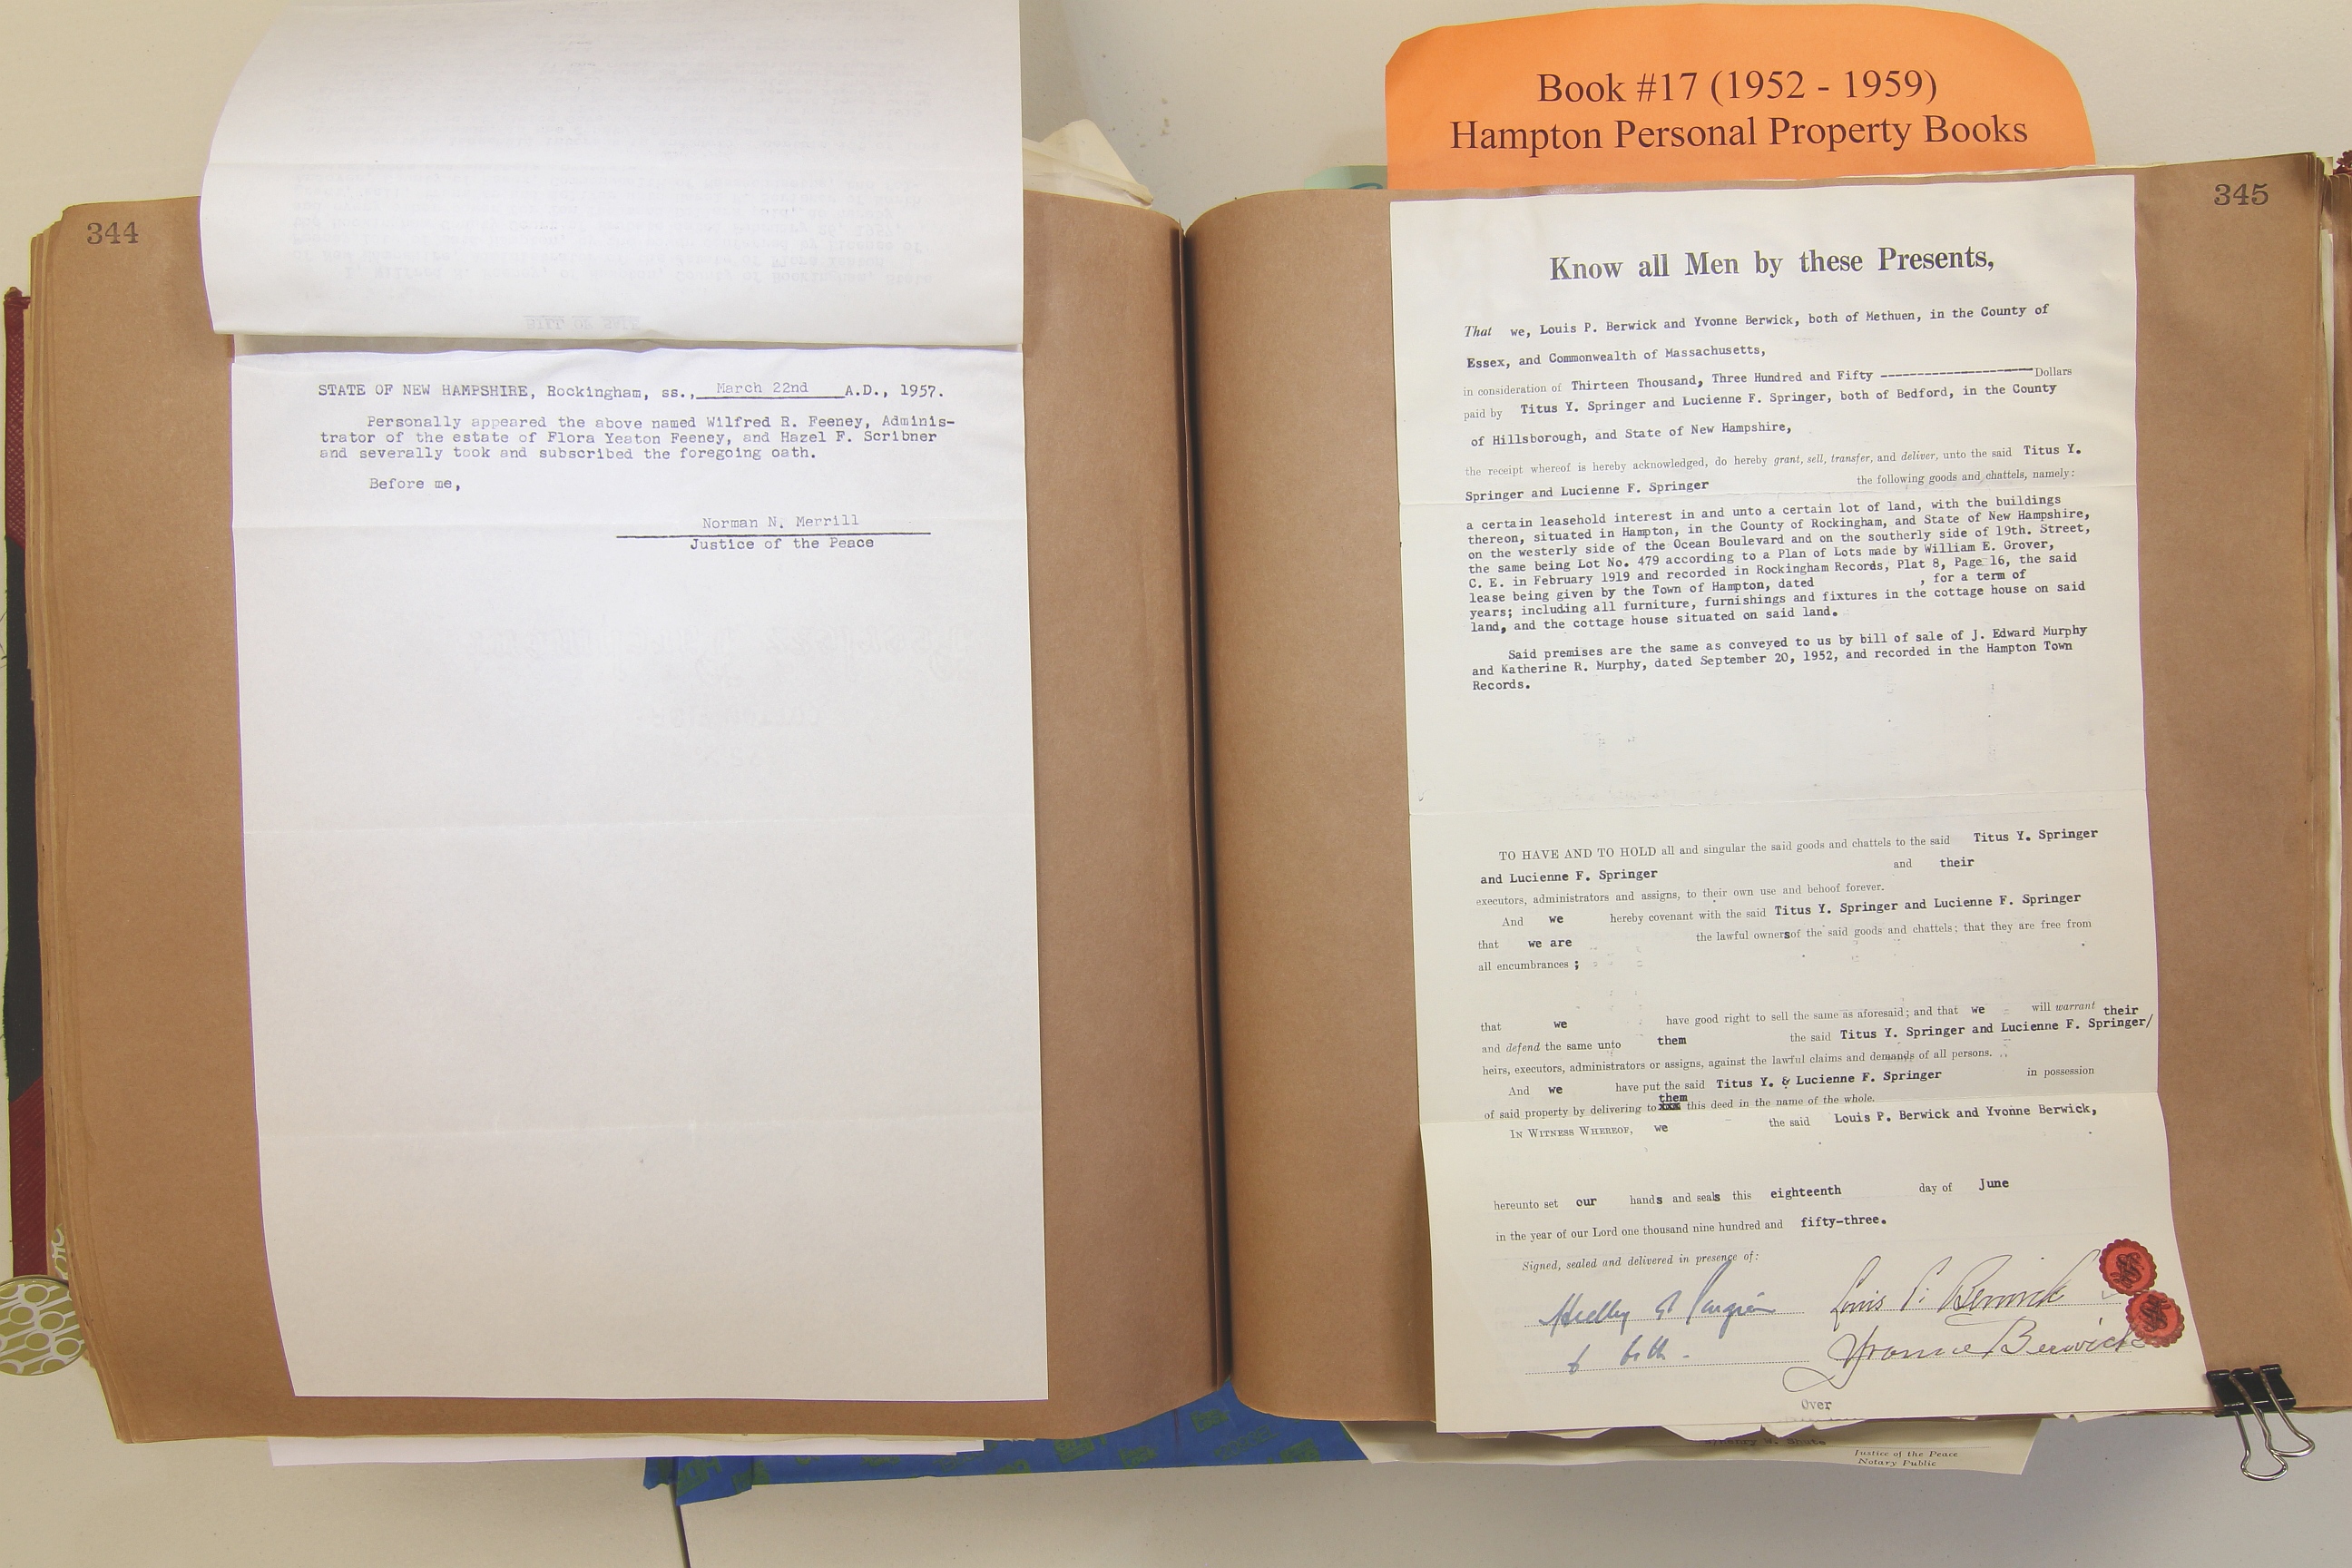 Book #17 (1952 - 1959)
Hampton Personal Property Books
344
STATE OF NEW HAMPSHIRE, Rockingham, ss., March 22nd A.D., 1957.
Personally appeared the above named Wilfred R. Feeney, Adminis-
trator of the estate of Flora Yeaton Feeney, and Hazel F. Scribner
and severally took and subscribed the foregoing oath.
Before me,
Norman N. Merrill
Justice of the Peace
345
Know all Men by these Presents,
That we, Louis P. Berwick and Yvonne Berwick, both of Methuen, in the County of
Essex, and Commonwealth of Massachusetts,
in consideration of Thirteen Thousand, Three Hundred and Fifty -------------------- Dollars
paid by Titus Y. Springer and Lucienne F. Springer, both of Bedford, in the County
of Hillsborough, and State of New Hampshire,
the receipt whereof is hereby acknowledged, do hereby grant, sell, transfer, and deliver, unto the said Titus Y.
Springer and Lucienne F. Springer the following goods and chattels, namely:
a certain leasehold interest in and unto a certain lot of land, with the buildings
thereon, situated in Hampton, in the County of Rockingham, and State of New Hampshire,
on the westerly side of the Ocean Boulevard and on the southerly side of 19th. Street,
the same being Lot No. 479 according to a Plan of Lots made by William E. Grover,
C. E. in February 1919 and recorded in Rockingham Records, Plat 8, Page 16, the said
lease being given by the Town of Hampton, dated , for a term of
years; including all furniture, furnishings and fixtures in the cottage house on said
land, and the cottage house situated on said land.
Said premises are the same as conveyed to us by bill of sale of J. Edward Murphy
and Katherine R. Murphy, dated September 20, 1952, and recorded in the Hampton Town
Records.
TO HAVE AND TO HOLD all and singular the said goods and chattels to the said Titus Y. Springer
and Lucienne F. Springer and their
executors, administrators and assigns, to their own use and behoof forever.
And we hereby covenant with the said Titus Y. Springer and Lucienne F. Springer
that we are the lawful owners of the said goods and chattels; that they are free from
all encumbrances ;
that we have good right to sell the same as aforesaid; and that we will warrant their
and defend the same unto them the said Titus Y. Springer and Lucienne F. Springer/
heirs, executors, administrators or assigns, against the lawful claims and demands of all persons.
And we have put the said Titus Y. & Lucienne F. Springer in possession
them
of said property by delivering to xxx this deed in the name of the whole.
IN WITNESS WHEREOF, we the said Louis P. Berwick and Yvonne Berwick,
hereunto set our hands and seals this eighteenth day of June
in the year of our Lord one thousand nine hundred and fifty-three.
Signed, sealed and delivered in presence of:
Louis P. Berwick
to both. Yvonne Berwick
Over
Justice of the Peace
Notary Public